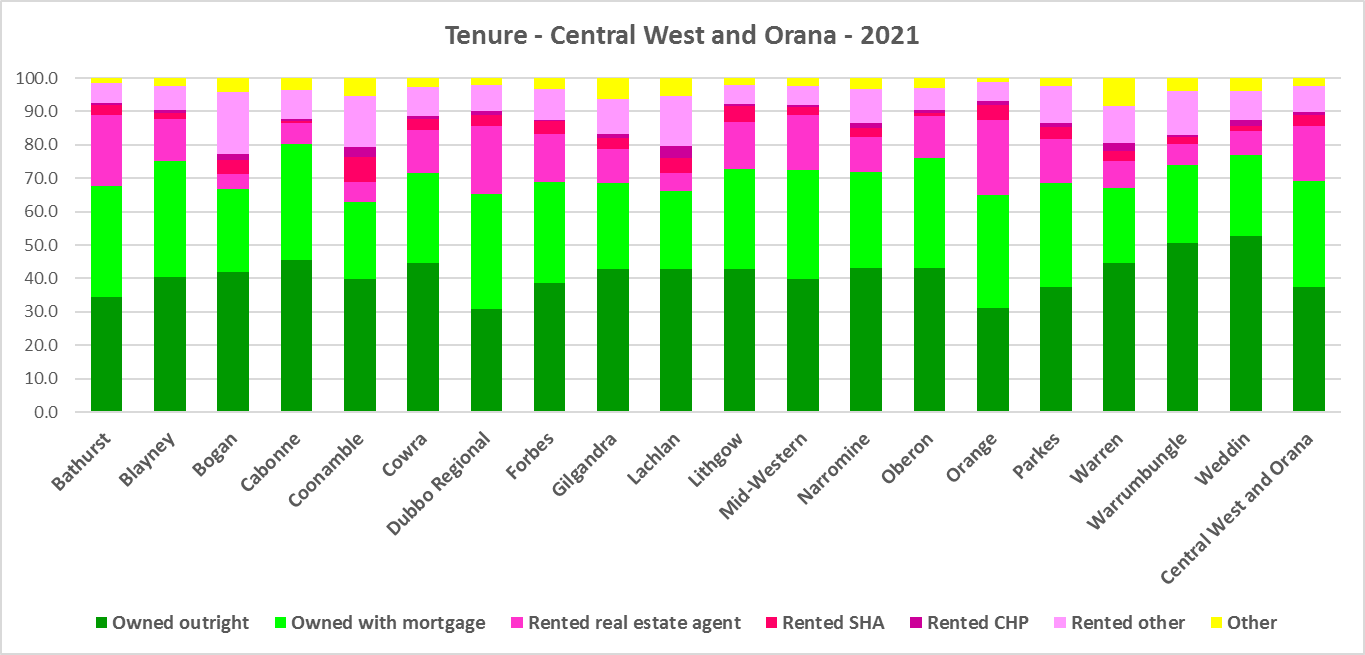 Tenure - Central West and Orana - 2021
100.0
90.0
80.0
70.0
60.0
50.0
40.0
30.0
20.0
10.0
0.0
Bathurst
Blayney
Bogan
Cabonne
Coonamble
Cowra
Dubbo Regional
Forbes
Gilgandra
Lachlan
Lithgow
Mid-Western
Narromine
Oberon
Orange
Parkes
Warren
Warrumbungle
Weddin
Central West and Orana
Owned outright Owned with mortgage Rented real estate agent Rented SHA Rented CHP Rented other Other